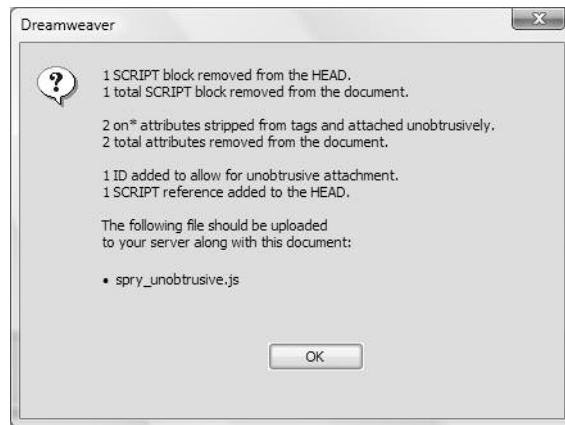 Dreamweaver
X
?
1 SCRIPT block removed from the HEAD.
1 total SCRIPT block removed from the document.
2 on* attributes stripped from tags and attached unobtrusively.
2 total attributes removed from the document.
1 ID added to allow for unobtrusive attachment.
1 SCRIPT reference added to the HEAD.
The following file should be uploaded
to your server along with this document:
• spry_unobtrusive.js
OK